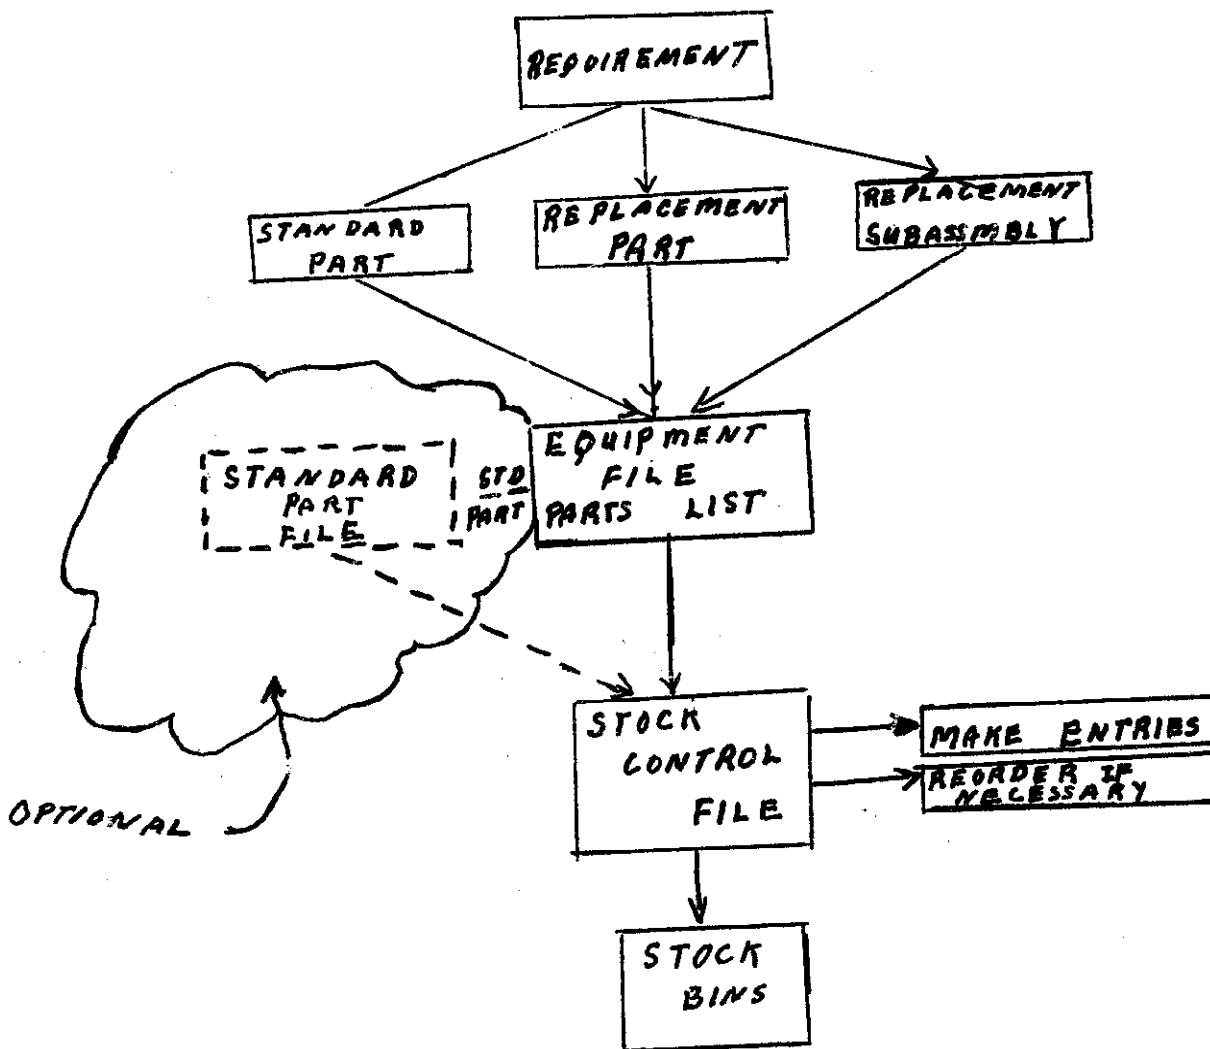 REQUIREMENT
STANDARD
PART
REPLACEMENT
PART
REPLACEMENT
SUBASSMBLY
EQUIPMENT
FILE
PARTS LIST
STANDARD
PART
FILE
STD
PART
STOCK
CONTROL
FILE
MAKE ENTRIES
REORDER IF
NECESSARY
OPTIONAL
STOCK
BINS